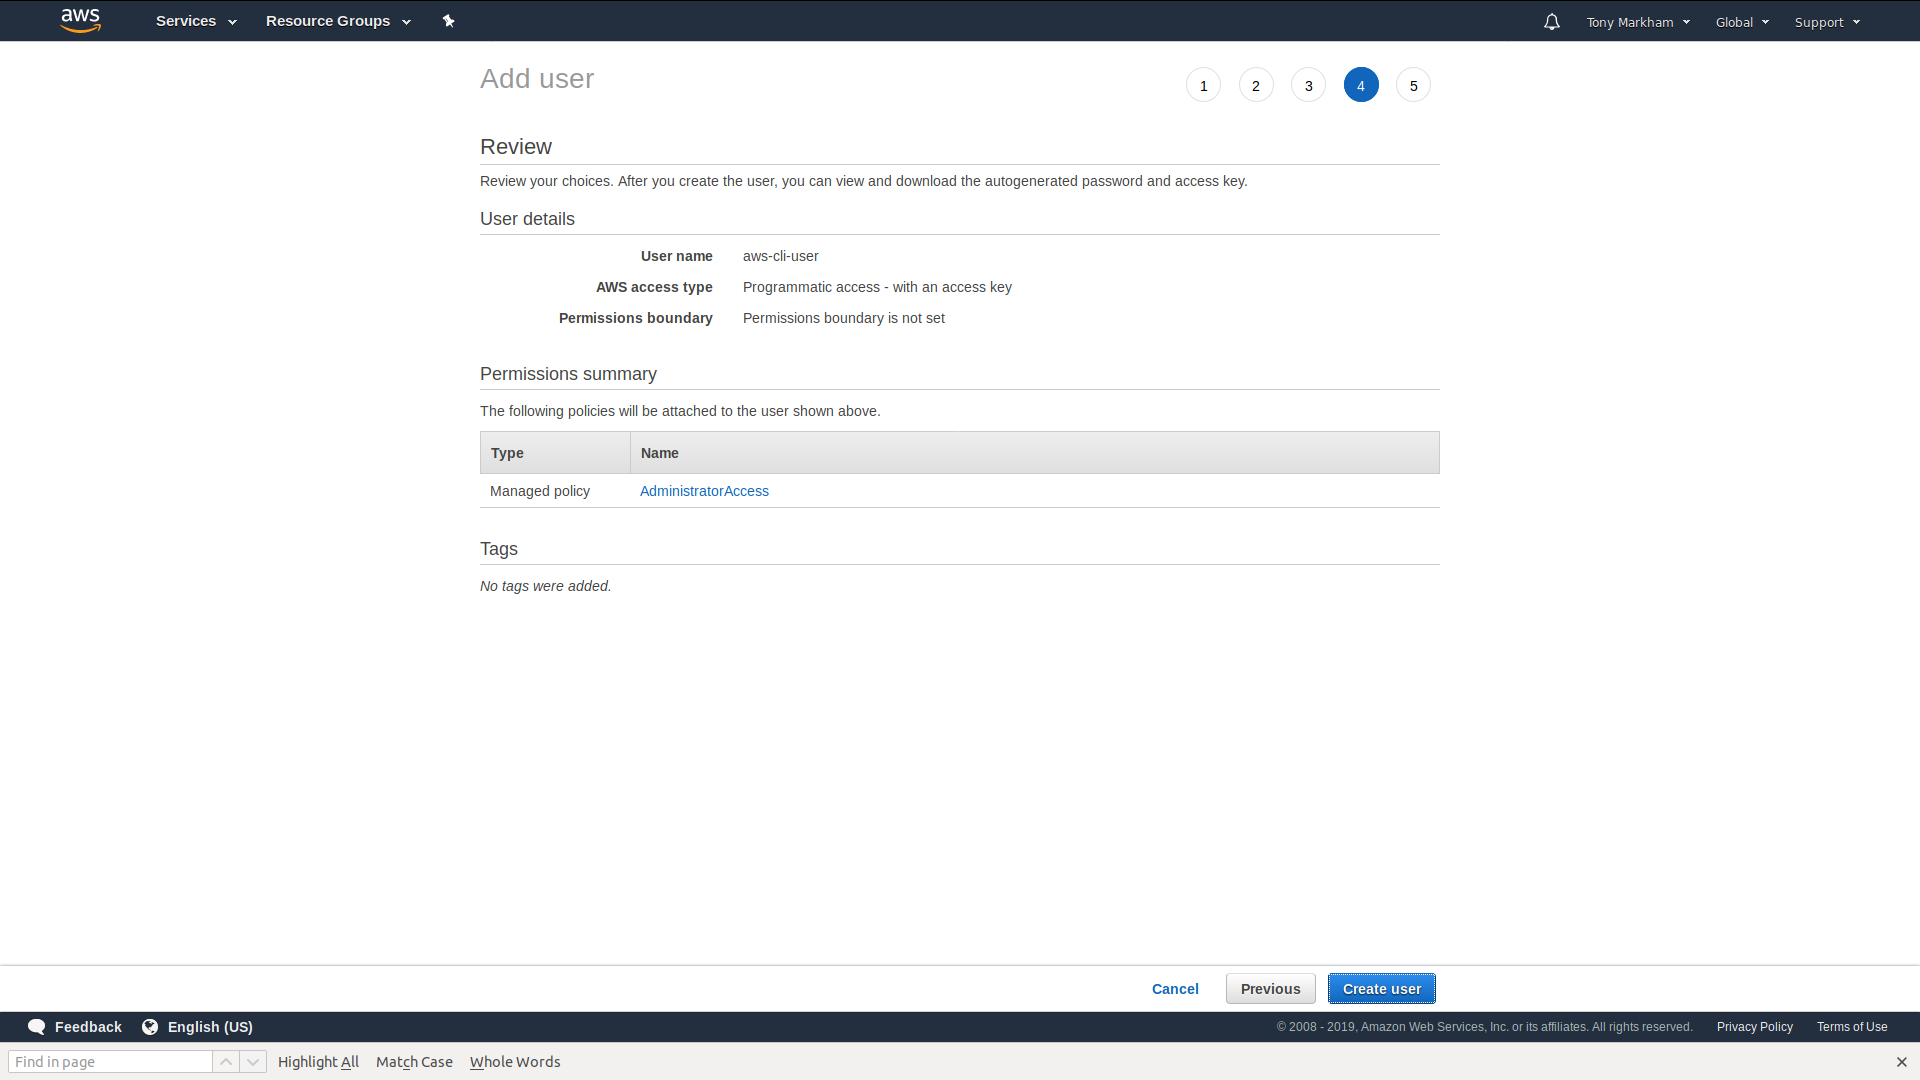 aws Services Resource Groups Tony Markham Global Support
Add user 1 2 3 4 5
Review
Review your choices. After you create the user, you can view and download the autogenerated password and access key.
User details
User name aws-cli-user
AWS access type Programmatic access - with an access key
Permissions boundary Permissions boundary is not set
Permissions summary
The following policies will be attached to the user shown above.
Type Name
Managed policy AdministratorAccess
Tags
No tags were added.
Cancel Previous Create user
Feedback English (US) © 2008 - 2019, Amazon Web Services, Inc. or its affiliates. All rights reserved. Privacy Policy Terms of Use
Find in page Highlight All Match Case Whole Words